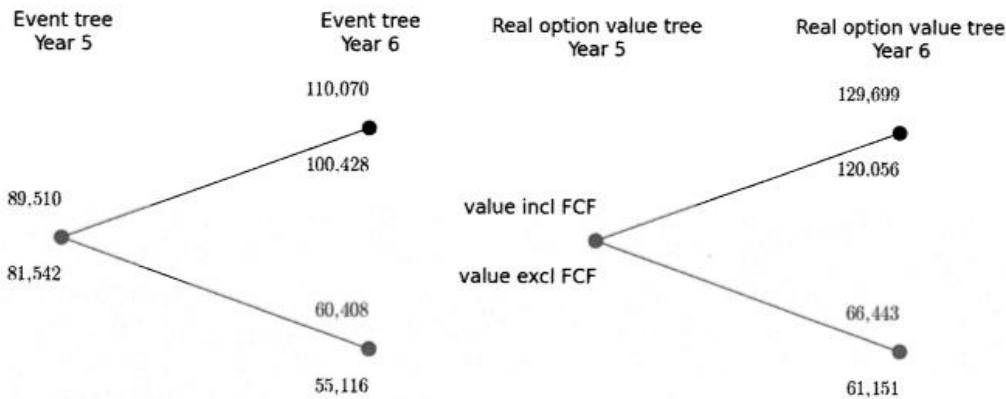 Event tree
Year 5
Event tree
Year 6
Real option value tree
Year 5
Real option value tree
Year 6
110,070
100.428
89,510
81,542
60,408
55,116
129,699
120.056
value incl FCF
value excl FCF
66,443
61,151